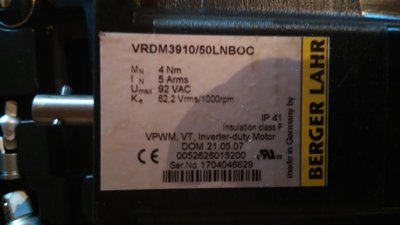 VRDM3910/50LNBOC
MN 4 Nm
IN 5 Arms
Umax 92 VAC
Ke 62,2 Vrms/1000rpm
IP 41
Insulation class F
VPWM, VT, Inverter-duty Motor
DOM 21.05.07
0052626015200
Ser.No. 1704046629
CE
c UL us
made in Germany by
BERGER LAHR